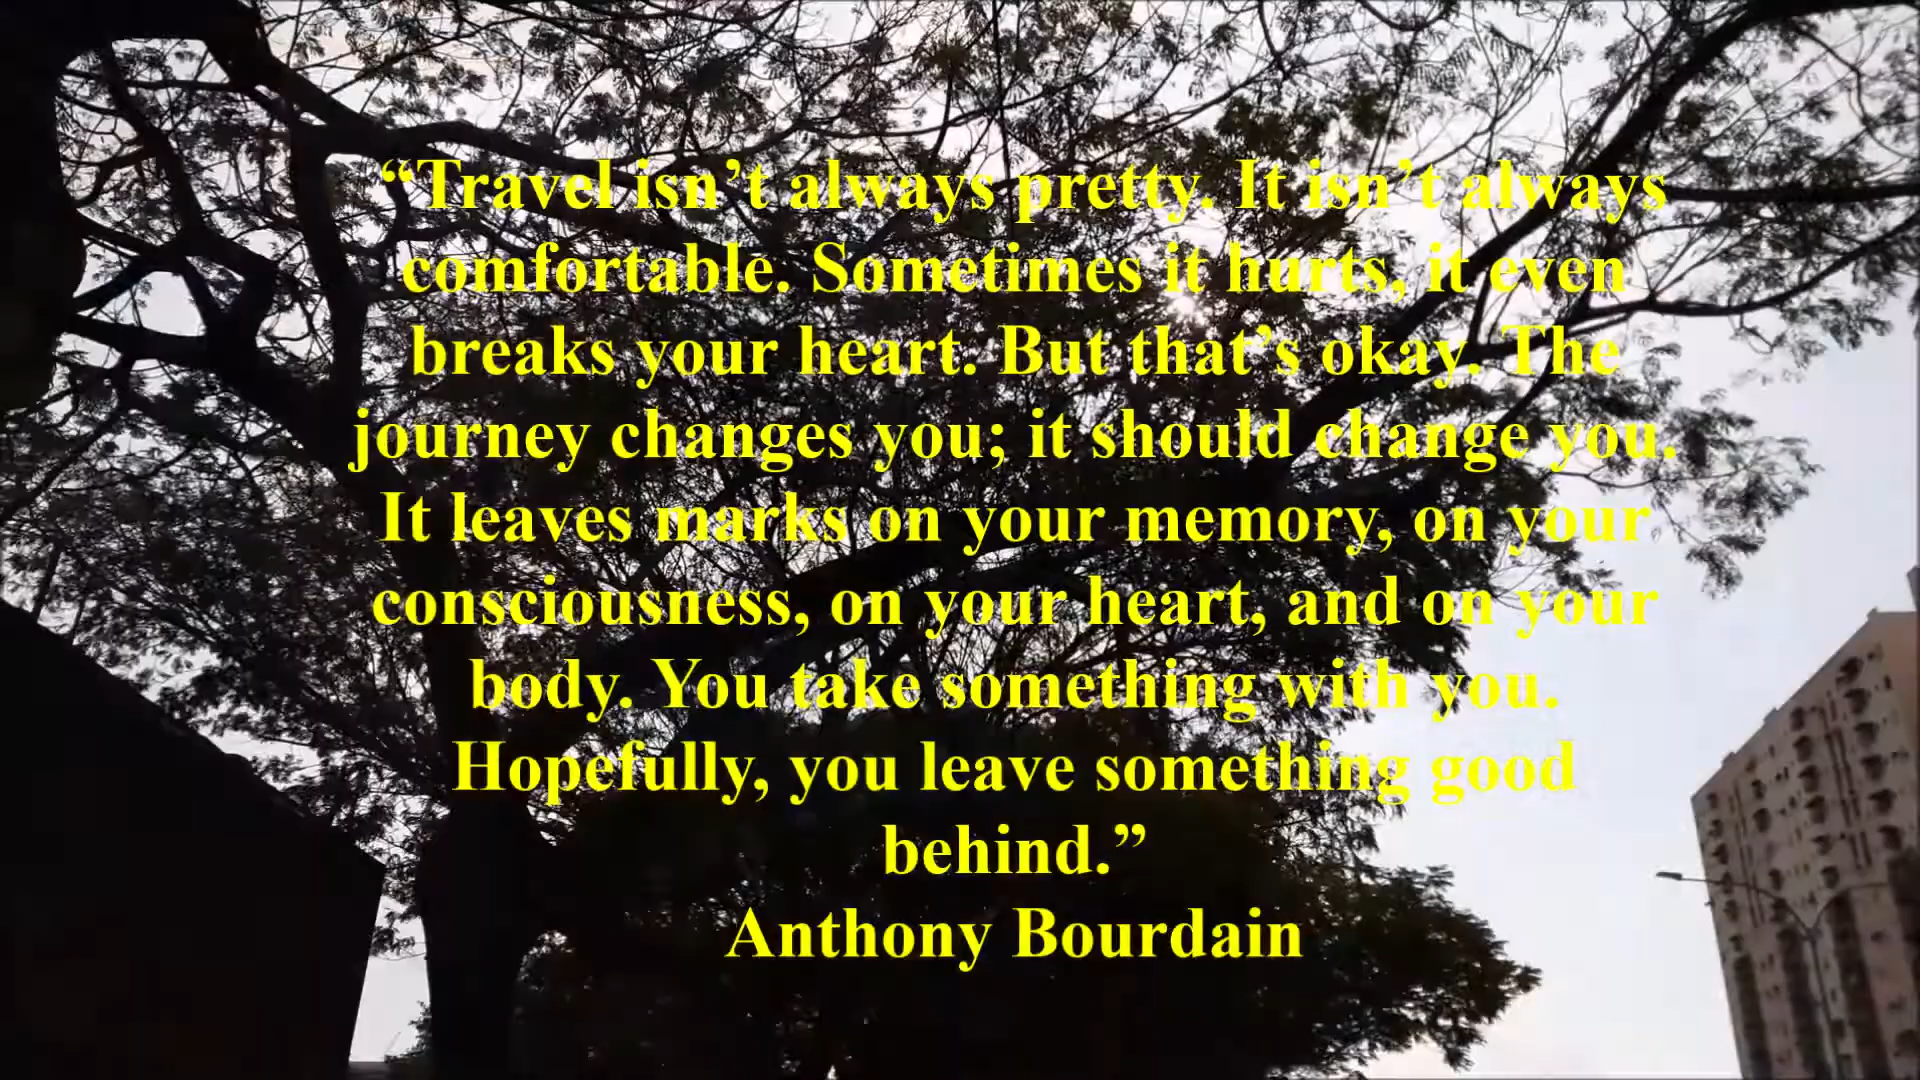 “Travel isn’t always pretty. It isn’t always
comfortable. Sometimes it hurts, it even
breaks your heart. But that’s okay. The
journey changes you; it should change you.
It leaves marks on your memory, on your
consciousness, on your heart, and on your
body. You take something with you.
Hopefully, you leave something good
behind.”
Anthony Bourdain